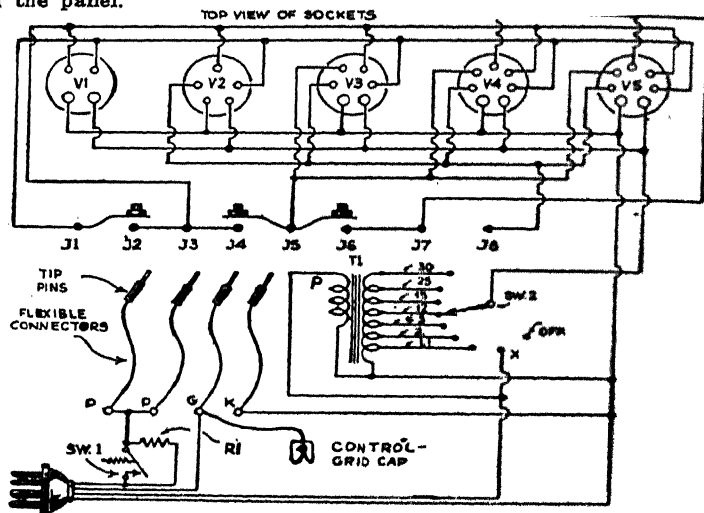 the panel.
TOP VIEW OF SOCKETS
V1 V2 V3 V4 V5
J1 J2 J3 J4 J5 J6 J7 J8
T1
TIP PINS
P
30
25
15
SW.2
OFF
X
FLEXIBLE CONNECTORS
P P G K
SW.1
R1
CONTROL-
GRID CAP